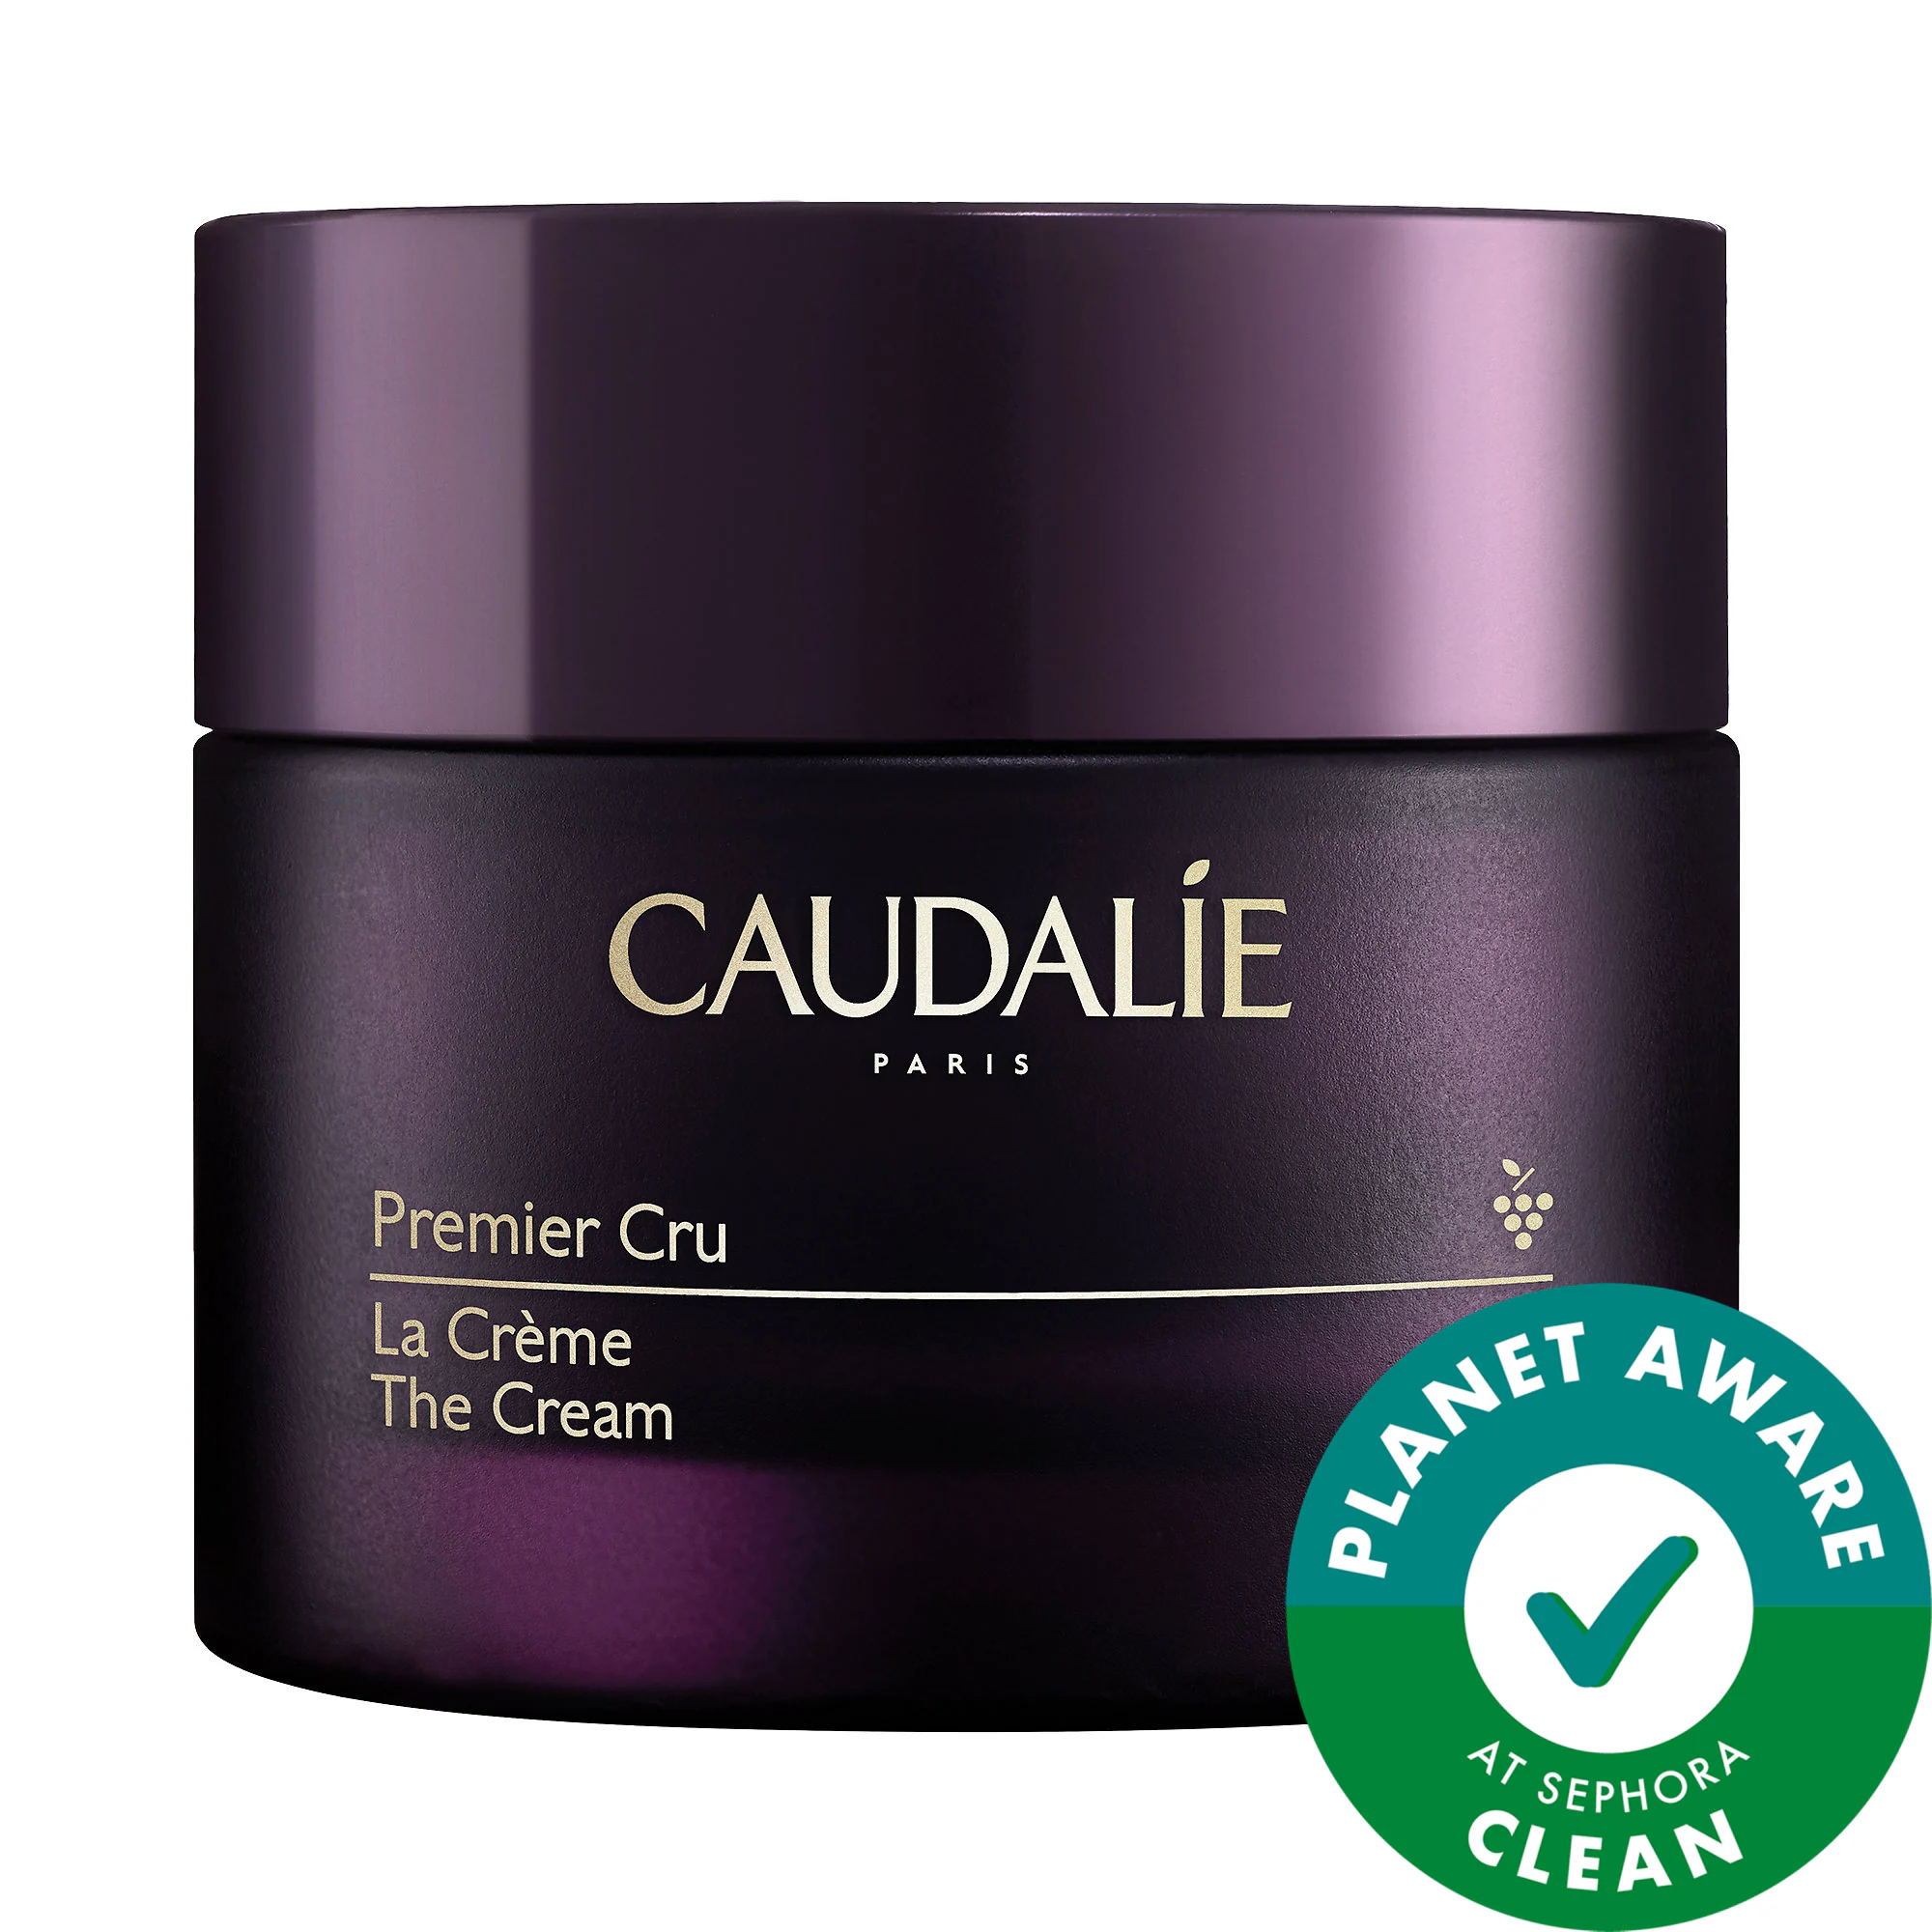 CAUDALÍE
PARIS
Premier Cru
La Crème
The Cream
PLANET AWARE
AT SEPHORA
CLEAN